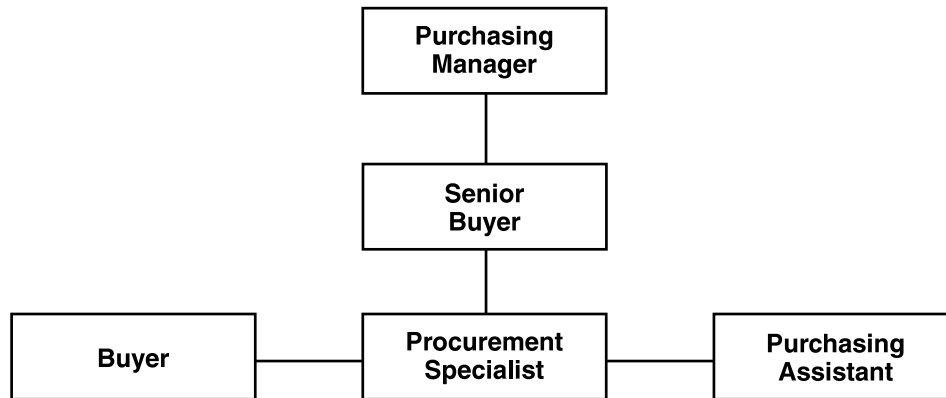 Purchasing
Manager
Senior
Buyer
Buyer
Procurement
Specialist
Purchasing
Assistant